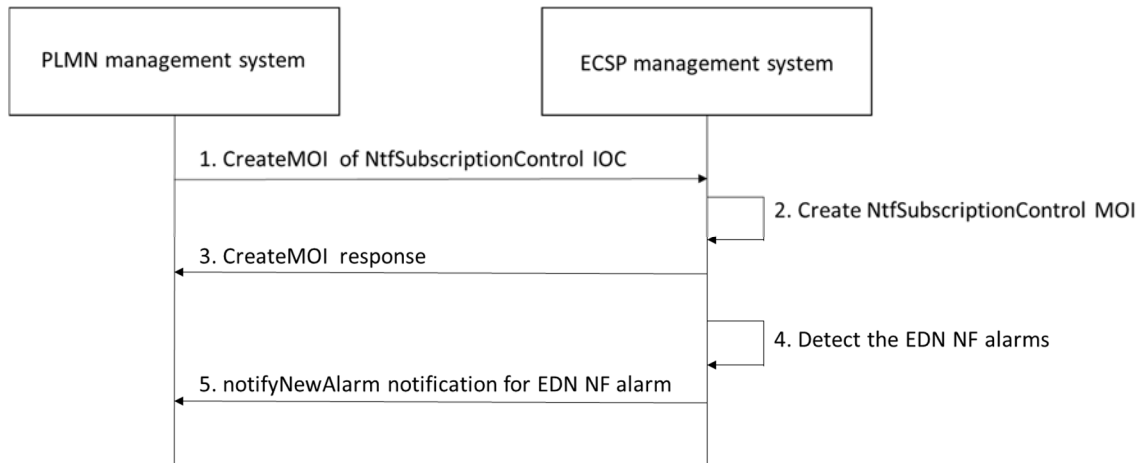 PLMN management system
ECSP management system
1. CreateMOI of NtfSubscriptionControl IOC
2. Create NtfSubscriptionControl MOI
3. CreateMOI response
4. Detect the EDN NF alarms
5. notifyNewAlarm notification for EDN NF alarm